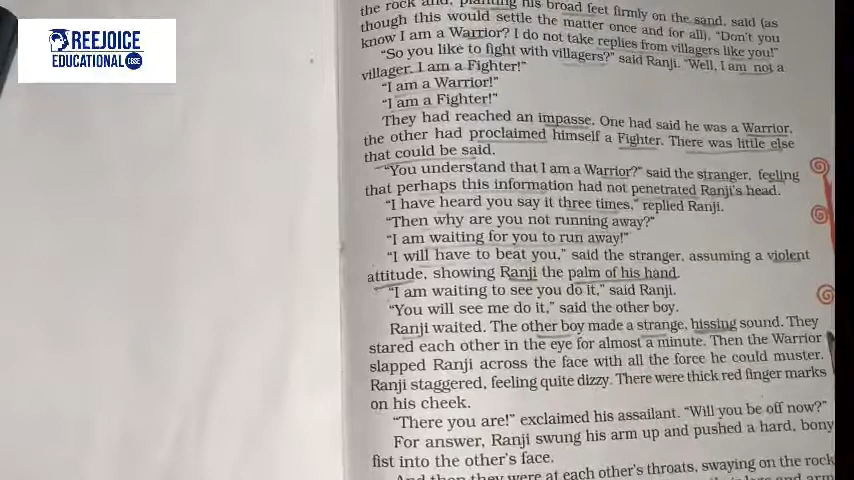 REEJOICE
EDUCATIONAL CBSE
the rock and, planting his broad feet firmly on the sand, said (as
though this would settle the matter once and for all), “Don't you
know I am a Warrior? I do not take replies from villagers like you!”
“So you like to fight with villagers?” said Ranji. “Well, I am not a
villager. I am a Fighter!”
“I am a Warrior!”
“I am a Fighter!”
They had reached an impasse. One had said he was a Warrior,
the other had proclaimed himself a Fighter. There was little else
that could be said.
“You understand that I am a Warrior?” said the stranger, feeling
that perhaps this information had not penetrated Ranji's head.
“I have heard you say it three times,” replied Ranji.
“Then why are you not running away?”
“I am waiting for you to run away!”
“I will have to beat you,” said the stranger, assuming a violent
attitude, showing Ranji the palm of his hand.
“I am waiting to see you do it,” said Ranji.
“You will see me do it,” said the other boy.
Ranji waited. The other boy made a strange, hissing sound. They
stared each other in the eye for almost a minute. Then the Warrior
slapped Ranji across the face with all the force he could muster.
Ranji staggered, feeling quite dizzy. There were thick red finger marks
on his cheek.
“There you are!” exclaimed his assailant. “Will you be off now?”
For answer, Ranji swung his arm up and pushed a hard, bony
fist into the other's face.
And then they were at each other's throats, swaying on the rock
and arm